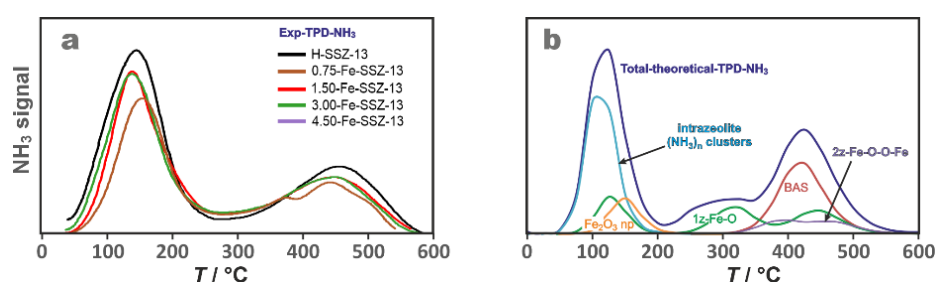 a
Exp-TPD-NH₃
H-SSZ-13
0.75-Fe-SSZ-13
1.50-Fe-SSZ-13
3.00-Fe-SSZ-13
4.50-Fe-SSZ-13
NH₃ signal
0 100 200 300 400 500 600
T / °C
b
Total-theoretical-TPD-NH₃
Intrazeolite
(NH₃)ₙ clusters
2z-Fe-O-O-Fe
BAS
1z-Fe-O
Fe₂O₃ np
0 100 200 300 400 500 600
T / °C